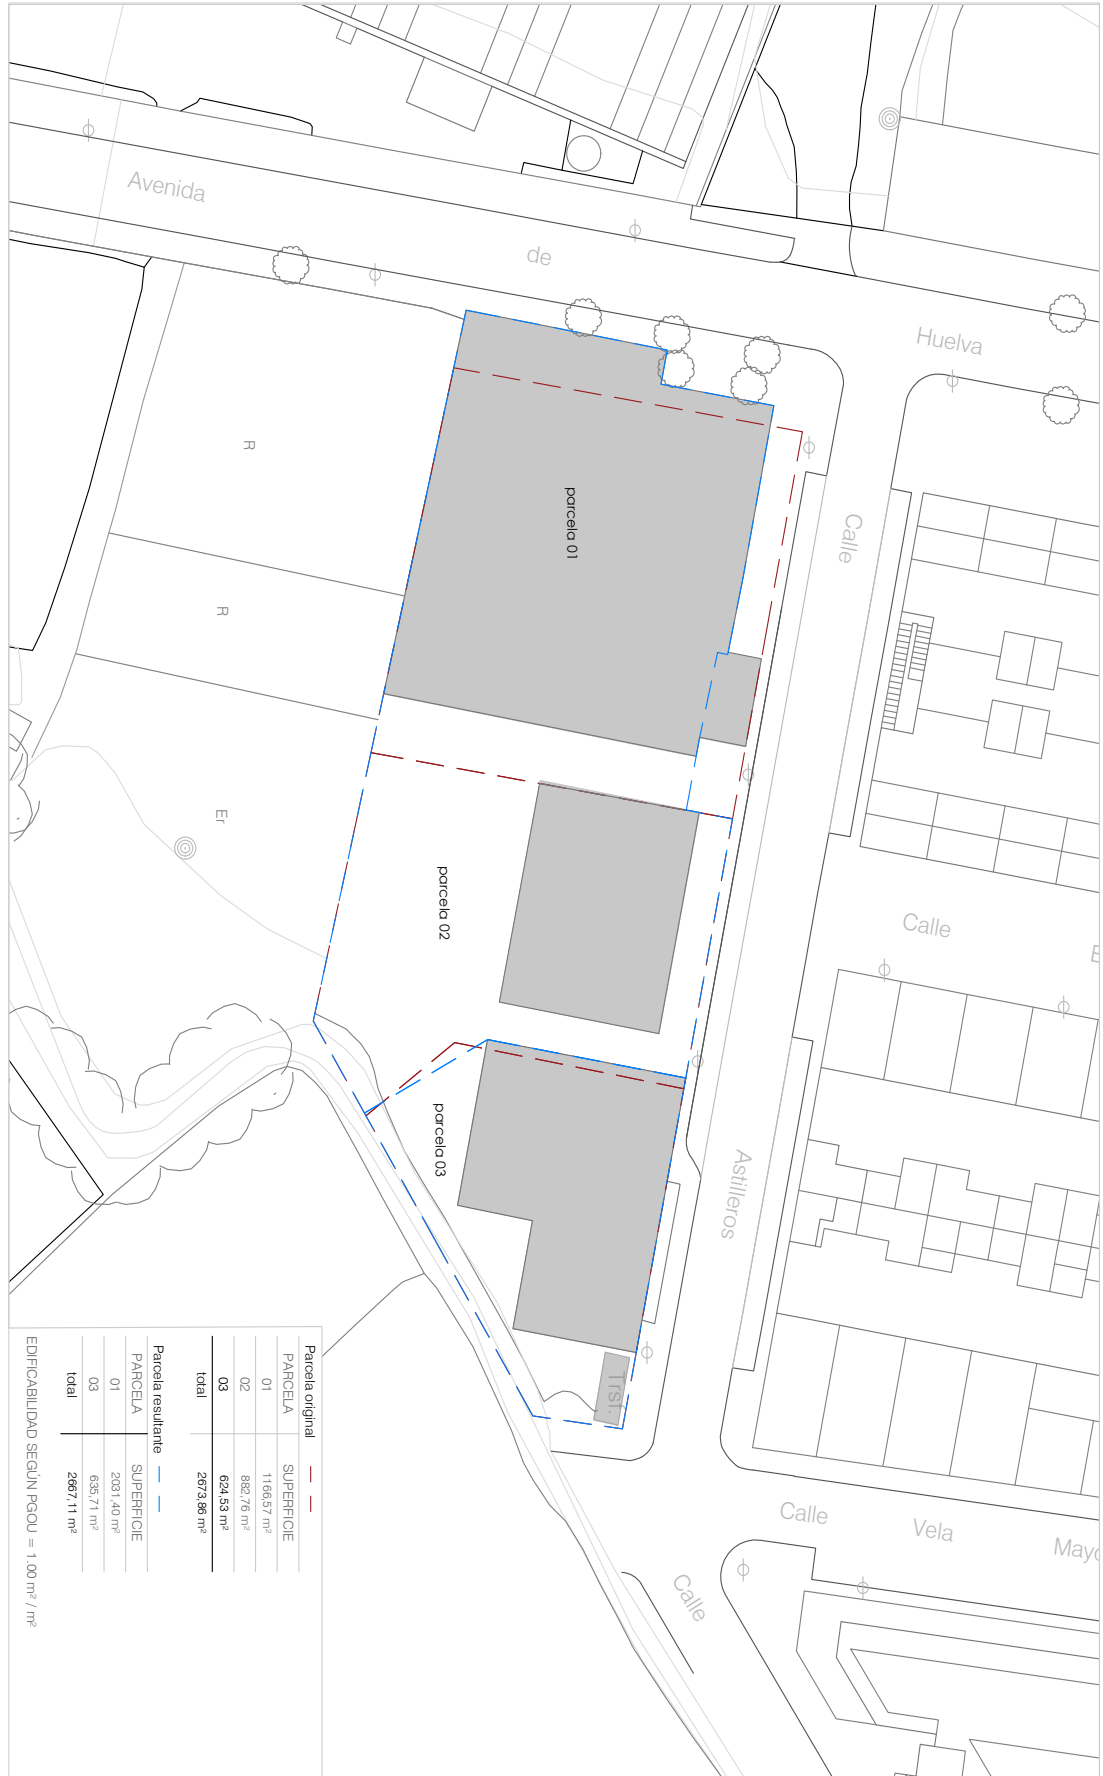 Avenida
de
Huelva
R
R
Er
parcela 01
parcela 02
parcela 03
Calle
Astilleros
Calle
Trsf.
Calle
Vela
Calle
Parcela original
PARCELA SUPERFICIE
01 1166,57 m²
02 882,76 m²
03 624,53 m²
total 2673,86 m²
Parcela resultante
PARCELA SUPERFICIE
01 2031,40 m²
03 635,71 m²
total 2667,11 m²
EDIFICABILIDAD SEGÚN PGOU = 1.00 m² / m²